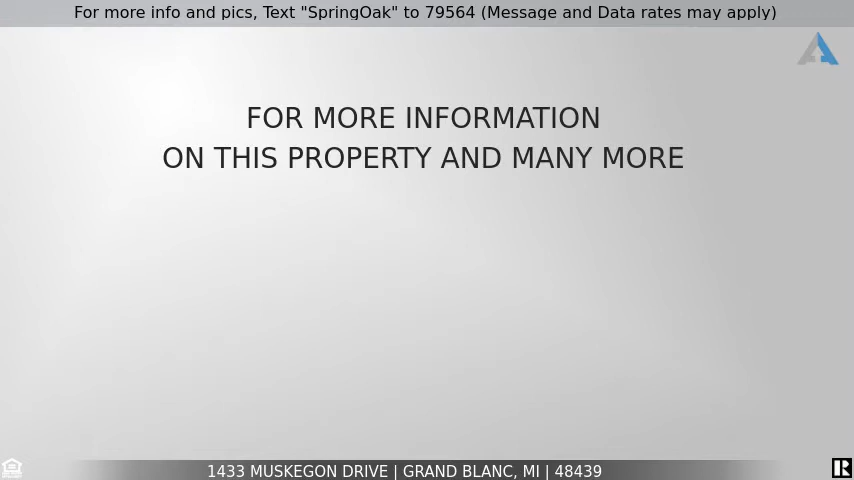 For more info and pics, Text "SpringOak" to 79564 (Message and Data rates may apply)
FOR MORE INFORMATION
ON THIS PROPERTY AND MANY MORE
1433 MUSKEGON DRIVE | GRAND BLANC, MI | 48439